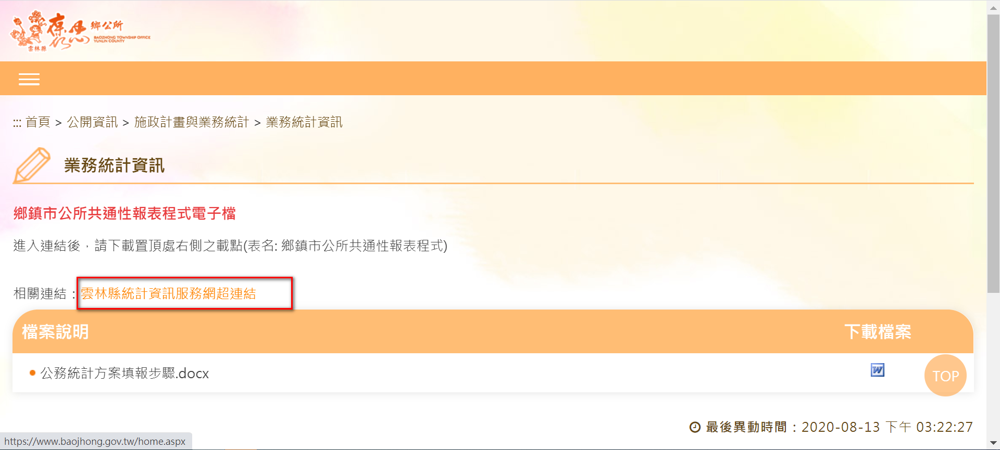 褒忠鄉公所
BAOZHONG TOWNSHIP OFFICE
YUNLIN COUNTY
雲林縣
::: 首頁 > 公開資訊 > 施政計畫與業務統計 > 業務統計資訊
業務統計資訊
鄉鎮市公所共通性報表程式電子檔
進入連結後，請下載置頂處右側之載點(表名: 鄉鎮市公所共通性報表程式)
相關連結：雲林縣統計資訊服務網超連結
檔案說明 下載檔案
公務統計方案填報步驟.docx
TOP
最後異動時間：2020-08-13 下午 03:22:27
https://www.baojhong.gov.tw/home.aspx